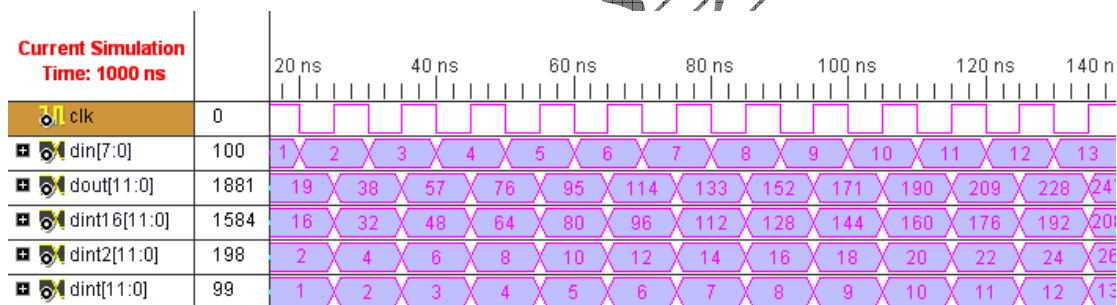 Current Simulation
Time: 1000 ns
20 ns 40 ns 60 ns 80 ns 100 ns 120 ns 140 n
clk 0
din[7:0] 100 1 2 3 4 5 6 7 8 9 10 11 12 13
dout[11:0] 1881 19 38 57 76 95 114 133 152 171 190 209 228 24
dint16[11:0] 1584 16 32 48 64 80 96 112 128 144 160 176 192 20
dint2[11:0] 198 2 4 6 8 10 12 14 16 18 20 22 24 26
dint[11:0] 99 1 2 3 4 5 6 7 8 9 10 11 12 13